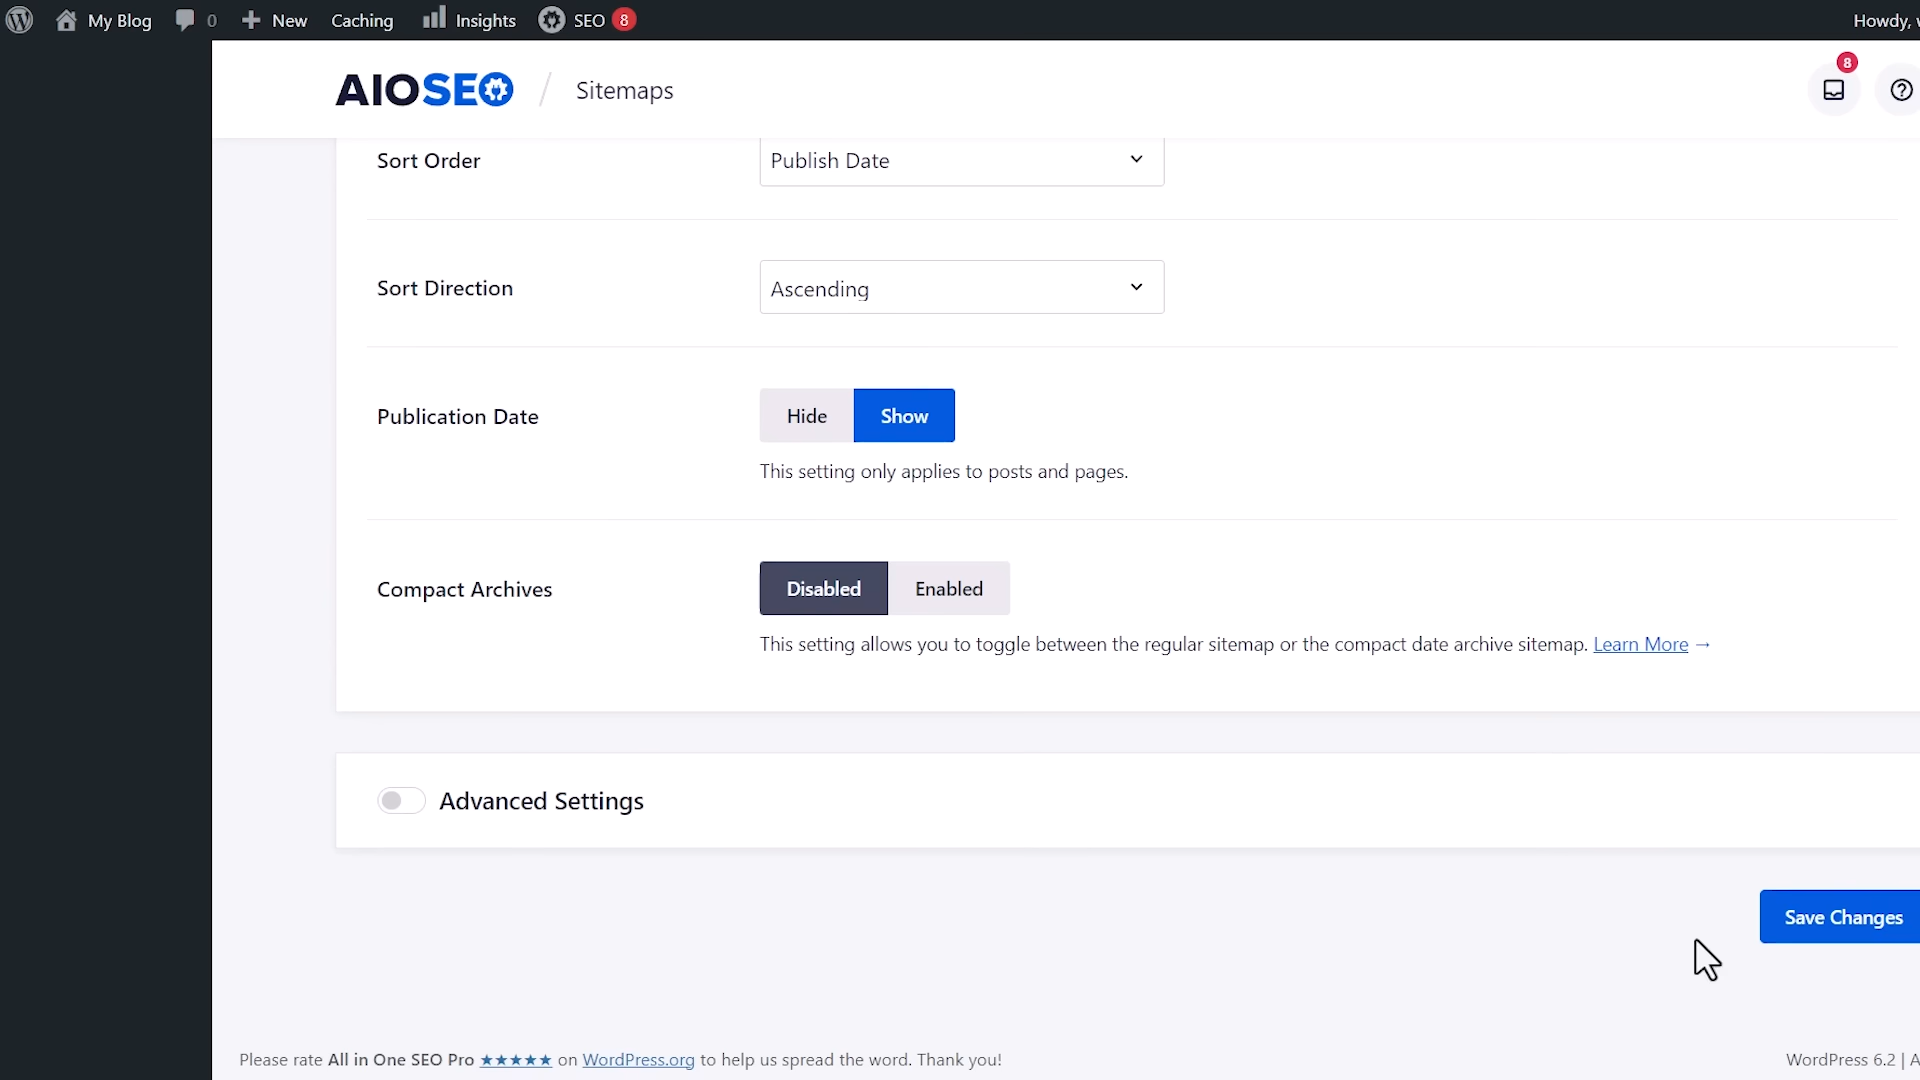 My Blog 0 New Caching Insights SEO 8 Howdy,
AIOSEO / Sitemaps 8
Sort Order Publish Date
Sort Direction Ascending
Publication Date Hide Show
This setting only applies to posts and pages.
Compact Archives Disabled Enabled
This setting allows you to toggle between the regular sitemap or the compact date archive sitemap. Learn More →
Advanced Settings
Save Changes
Please rate All in One SEO Pro ★★★★★ on WordPress.org to help us spread the word. Thank you! WordPress 6.2 |